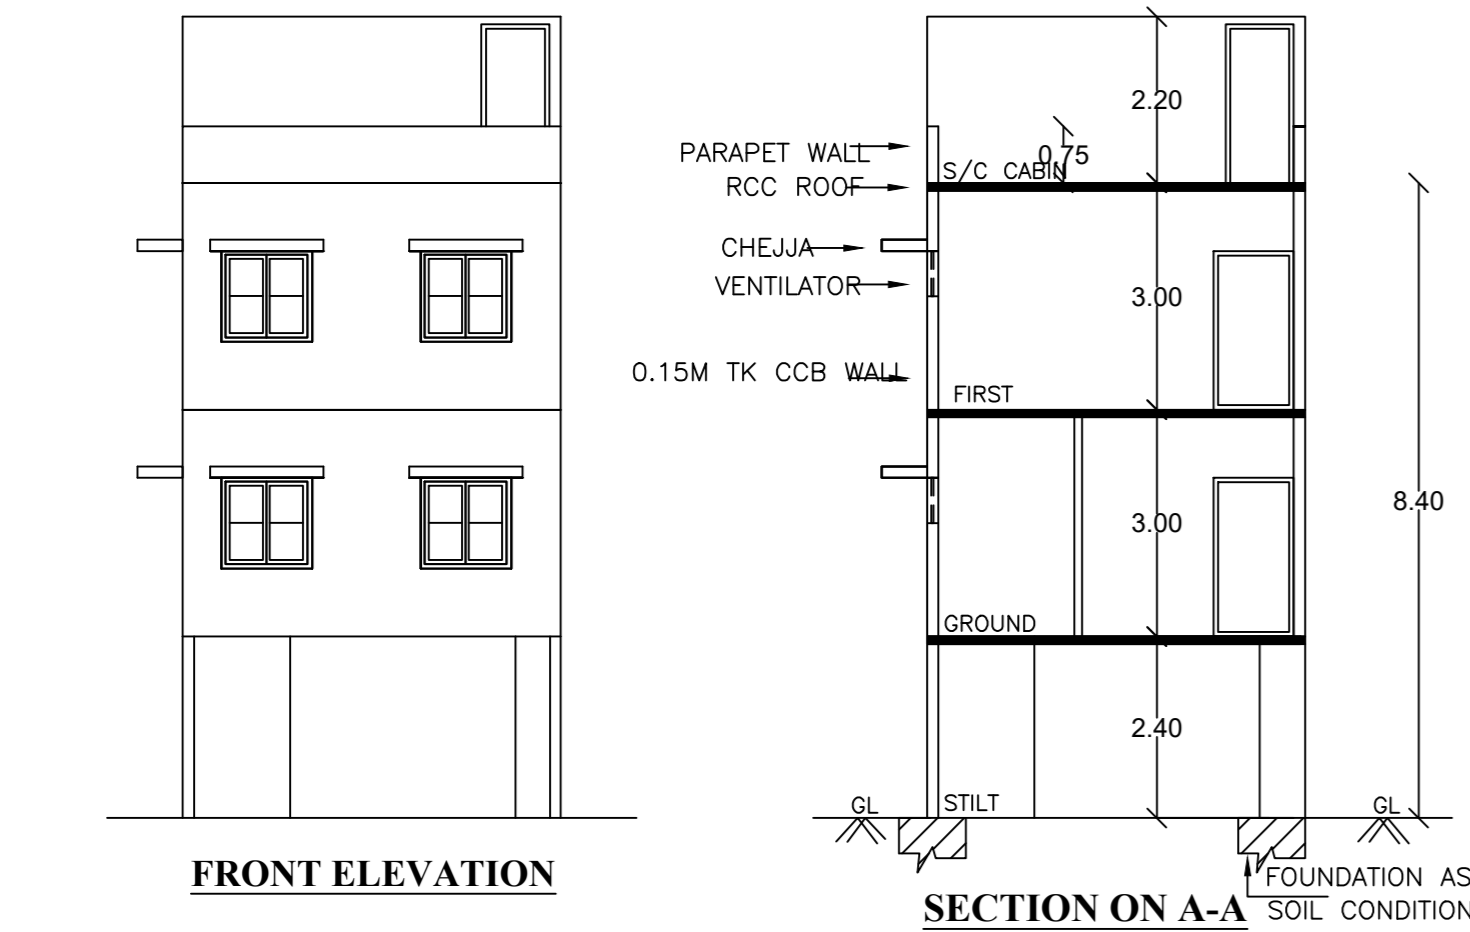 2.20
PARAPET WALL
0.75
S/C CABIN
RCC ROOF
CHEJJA
VENTILATOR
3.00
0.15M TK CCB WALL
FIRST
3.00
8.40
GROUND
2.40
GL
STILT
GL
FRONT ELEVATION
SECTION ON A-A
FOUNDATION AS
SOIL CONDITION